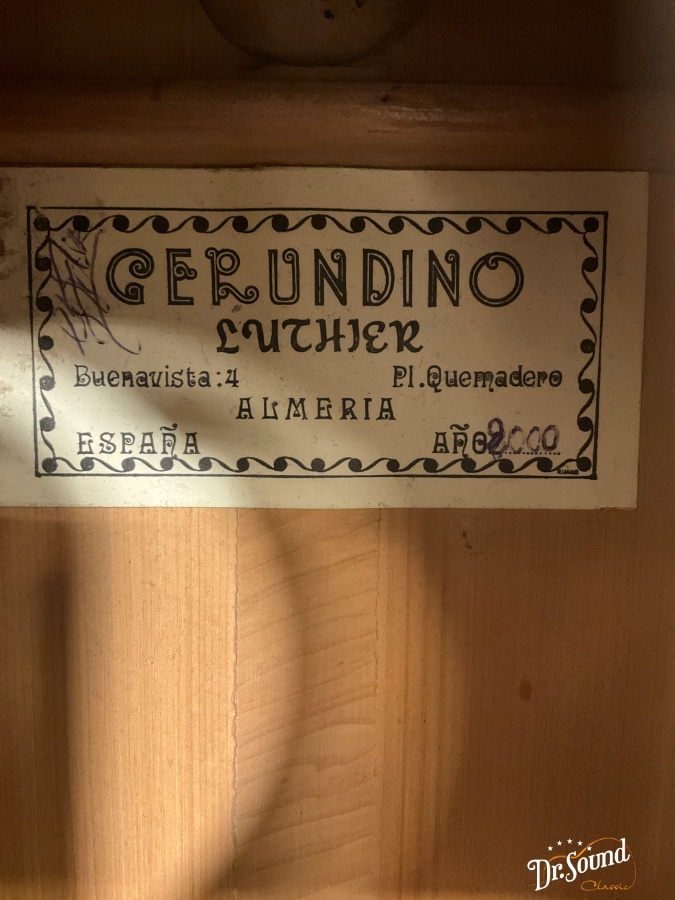 GERUNDINO
LUTHIER
Buenavista:4 Pl.Quemadero
ALMERIA
ESPAÑA AÑO 2000
Dr.Sound
Classic